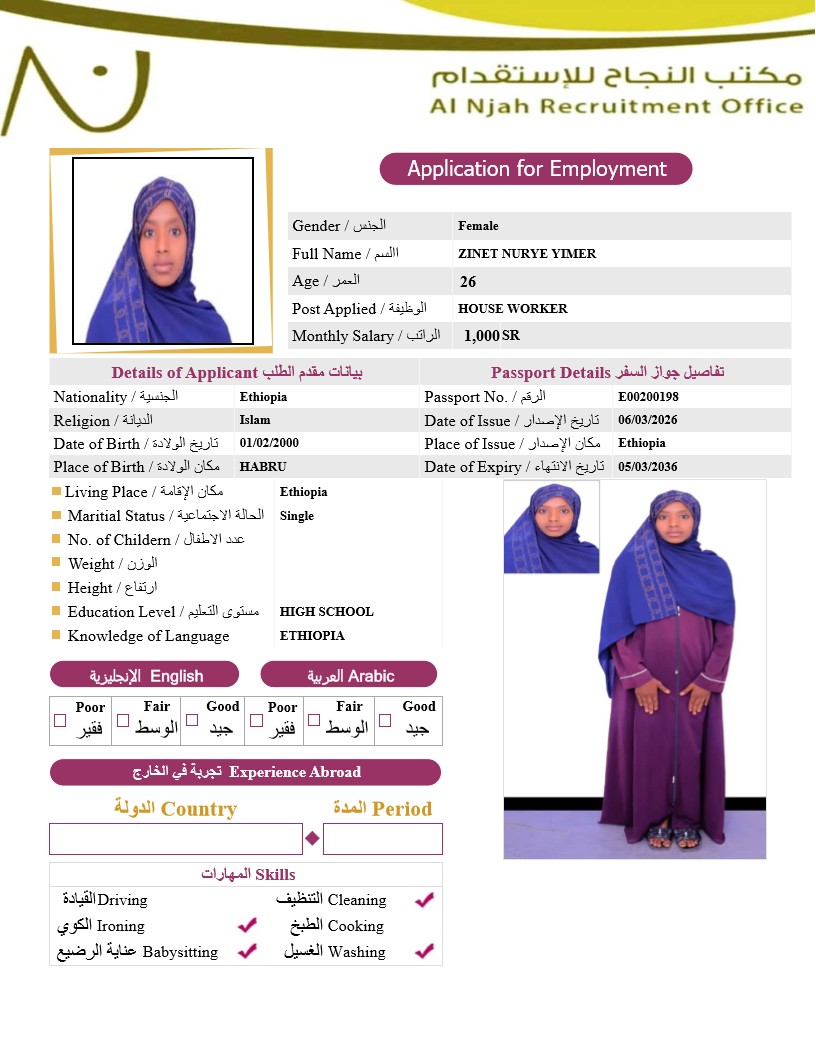 مكتب النجاح للإستقدام
Al Njah Recruitment Office
Application for Employment
Gender / الجنس Female
Full Name / االسم ZINET NURYE YIMER
Age / العمر 26
Post Applied / الوظيفة HOUSE WORKER
Monthly Salary / الراتب 1,000 SR
Details of Applicant بيانات مقدم الطلب
Passport Details تفاصيل جواز السفر
Nationality / الجنسية Ethiopia
Passport No. / الرقم E00200198
Religion / الديانة Islam
Date of Issue / تاريخ الإصدار 06/03/2026
Date of Birth / تاريخ الولادة 01/02/2000
Place of Issue / مكان الإصدار Ethiopia
Place of Birth / مكان الولادة HABRU
Date of Expiry / تاريخ الانتهاء 05/03/2036
Living Place / مكان الإقامة Ethiopia
Maritial Status / الحالة الاجتماعية Single
No. of Childern / عدد الاطفال
Weight / الوزن
Height / ارتفاع
Education Level / مستوى التعليم HIGH SCHOOL
Knowledge of Language ETHIOPIA
الإنجليزية English
العربية Arabic
Poor Fair Good Poor Fair Good
فقير الوسط جيد فقير الوسط جيد
تجربة في الخارج Experience Abroad
الدولة Country
المدة Period
المهارات Skills
القيادة Driving
التنظيف Cleaning
الكوي Ironing
الطبخ Cooking
عناية الرضيع Babysitting
الغسيل Washing